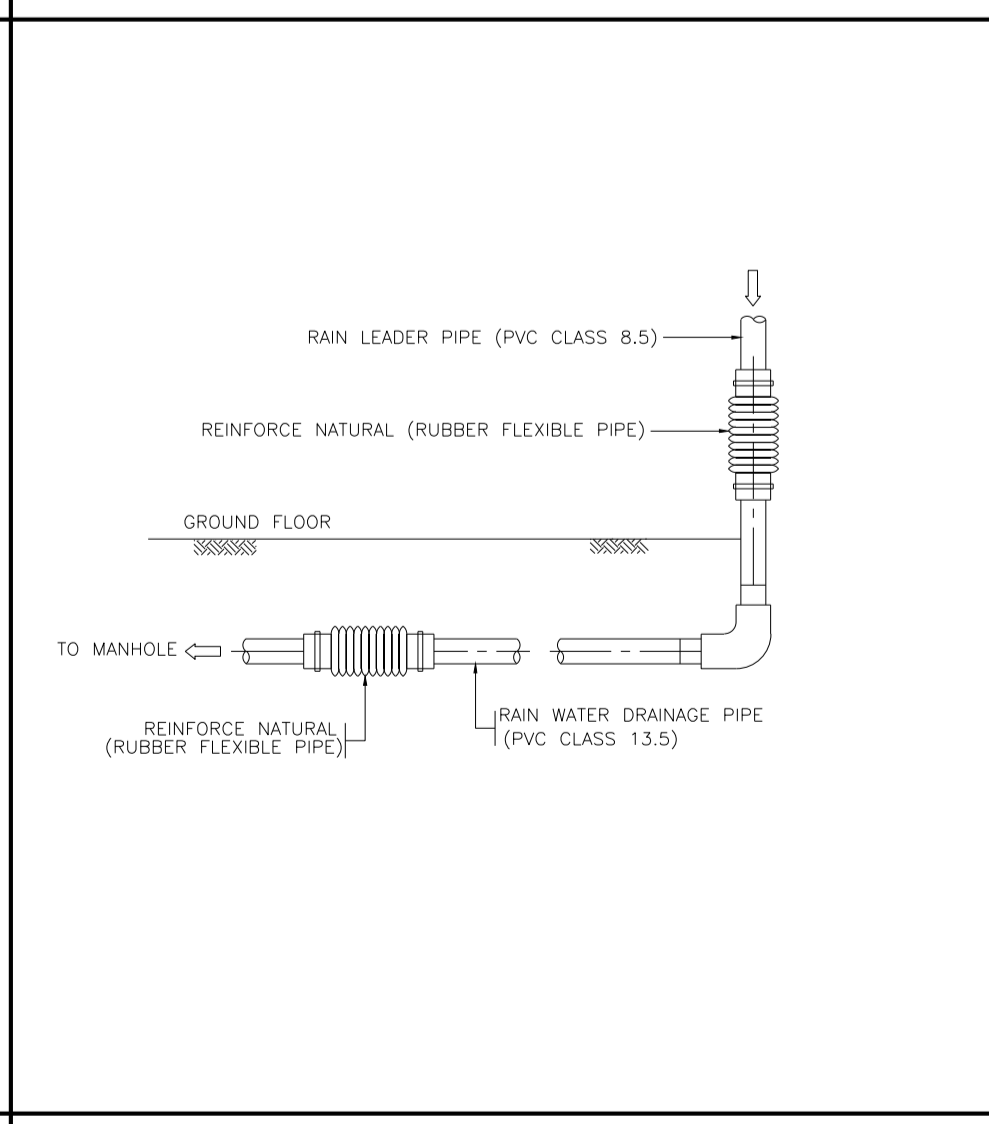 RAIN LEADER PIPE (PVC CLASS 8.5)
REINFORCE NATURAL (RUBBER FLEXIBLE PIPE)
GROUND FLOOR
TO MANHOLE
REINFORCE NATURAL
(RUBBER FLEXIBLE PIPE)
RAIN WATER DRAINAGE PIPE
(PVC CLASS 13.5)